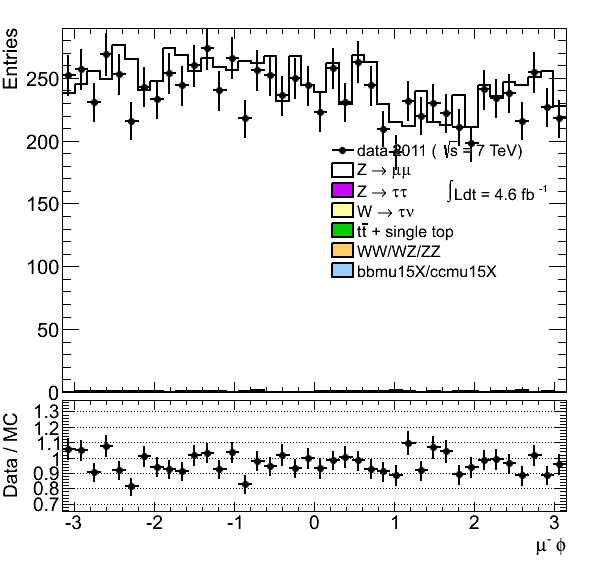 Entries
250
200
150
100
50
0
data 2011 ( √s = 7 TeV)
Z → μμ
Z → ττ
∫Ldt = 4.6 fb⁻¹
W → τν
tt̄ + single top
WW/WZ/ZZ
bbmu15X/ccmu15X
Data / MC
1.3
1.2
1.1
1
0.9
0.8
0.7
-3 -2 -1 0 1 2 3
μ⁻ ϕ